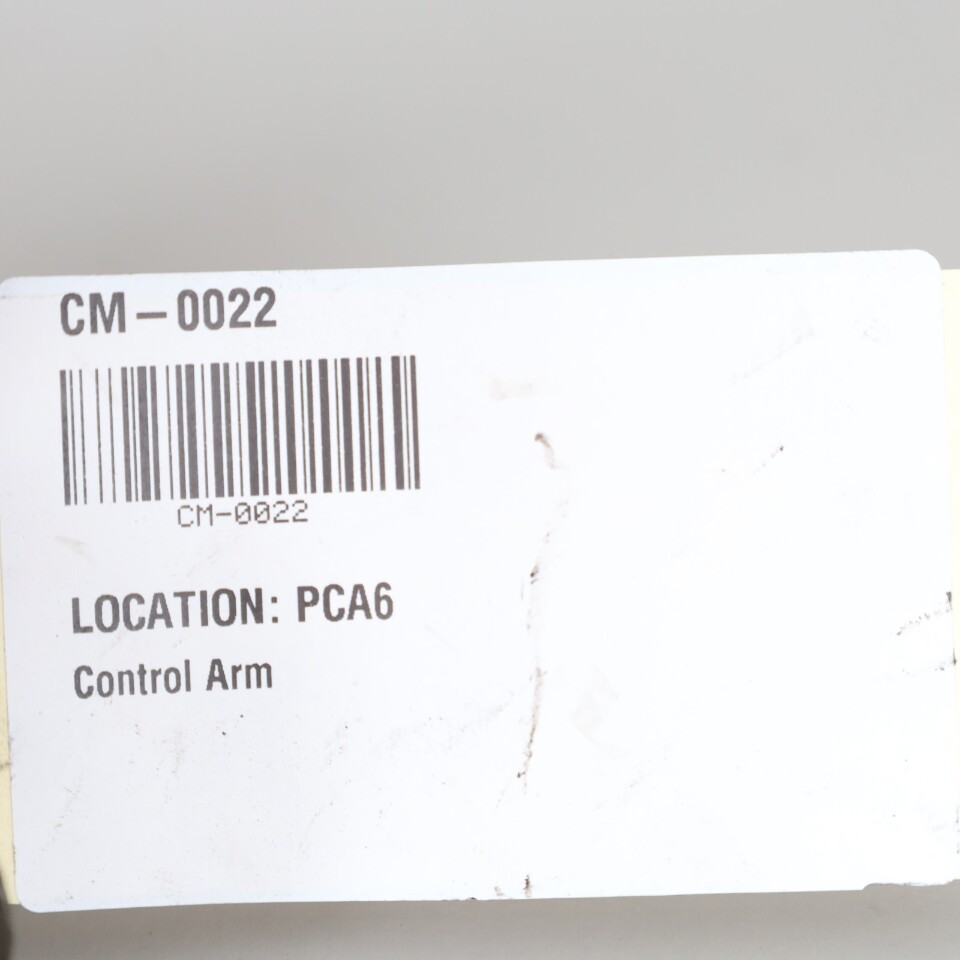 CM-0022
CM-0022
LOCATION: PCA6
Control Arm